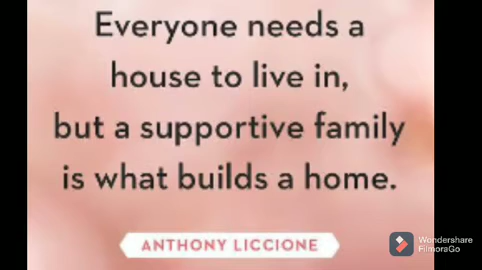 Everyone needs a
house to live in,
but a supportive family
is what builds a home.
ANTHONY LICCIONE
Wondershare
FilmoraGo